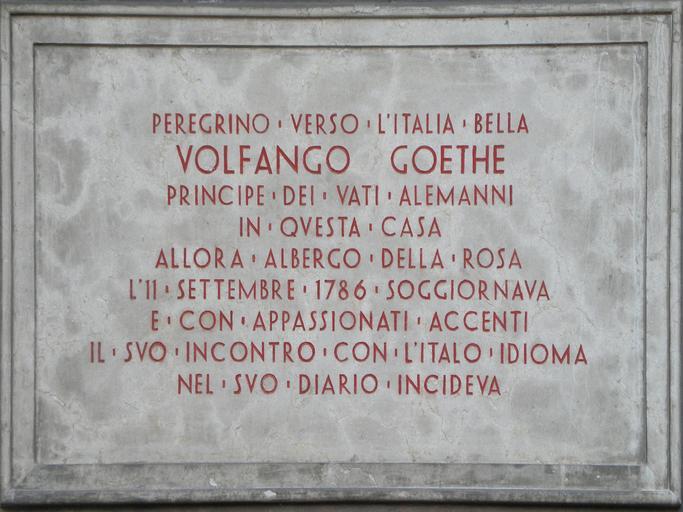 PEREGRINO · VERSO · L'ITALIA · BELLA
VOLFANGO GOETHE
PRINCIPE · DEI · VATI · ALEMANNI
IN · QVESTA · CASA
ALLORA · ALBERGO · DELLA · ROSA
L'11 · SETTEMBRE · 1786 · SOGGIORNAVA
E · CON · APPASSIONATI · ACCENTI
IL · SVO · INCONTRO · CON · L'ITALO · IDIOMA
NEL · SVO · DIARIO · INCIDEVA